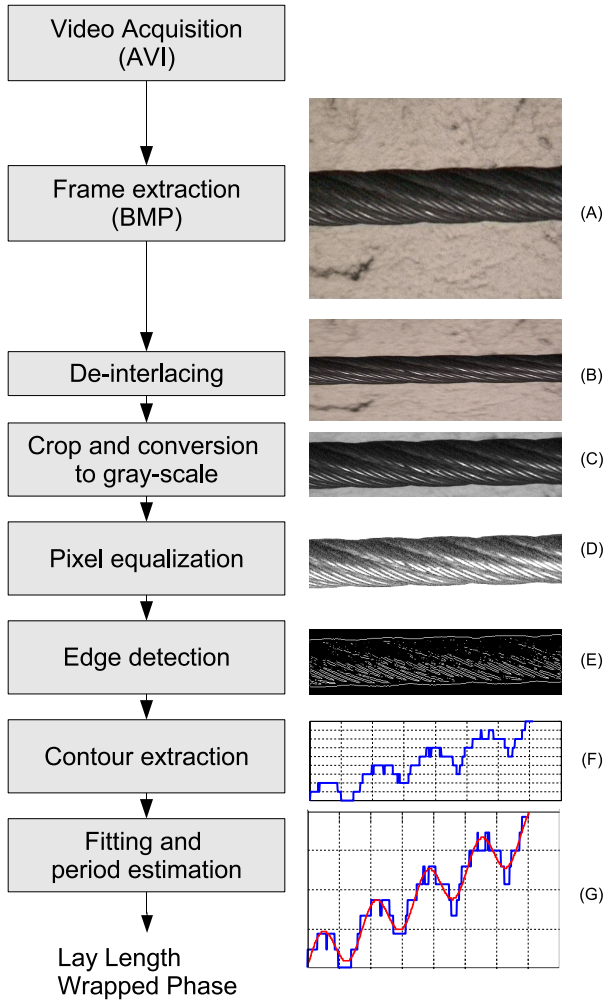 Video Acquisition
(AVI)
Frame extraction
(BMP)
(A)
De-interlacing
(B)
Crop and conversion
to gray-scale
(C)
Pixel equalization
(D)
Edge detection
(E)
Contour extraction
(F)
Fitting and
period estimation
(G)
Lay Length
Wrapped Phase